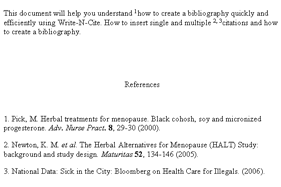 This document will help you understand ¹how to create a bibliography quickly and
efficiently using Write-N-Cite. How to insert single and multiple ²,³citations and how
to create a bibliography.
References
1. Pick, M. Herbal treatments for menopause. Black cohosh, soy and micronized
progesterone. Adv. Nurse Pract. 8, 29-30 (2000).
2. Newton, K. M. et al. The Herbal Alternatives for Menopause (HALT) Study:
background and study design. Maturitas 52, 134-146 (2005).
3. National Data: Sick in the City: Bloomberg on Health Care for Illegals. (2006).